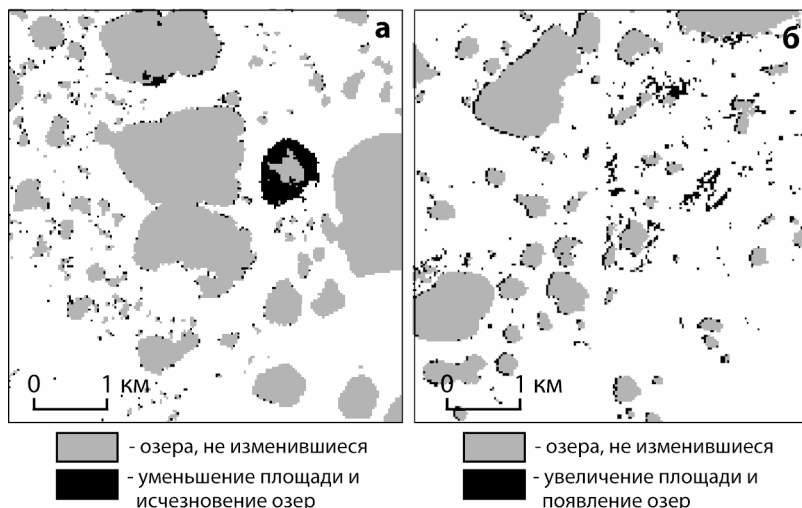 а
б
0 1 км
0 1 км
- озера, не изменившиеся
- уменьшение площади и
исчезновение озер
- озера, не изменившиеся
- увеличение площади и
появление озер